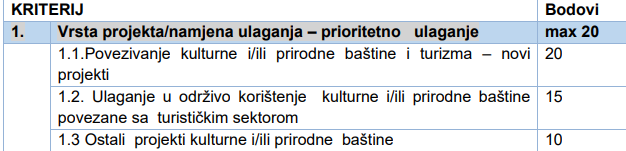 KRITERIJ Bodovi
1. Vrsta projekta/namjena ulaganja – prioritetno ulaganje max 20
1.1.Povezivanje kulturne i/ili prirodne baštine i turizma – novi 20
projekti
1.2. Ulaganje u održivo korištenje kulturne i/ili prirodne baštine 15
povezane sa turističkim sektorom
1.3 Ostali projekti kulturne i/ili prirodne baštine 10